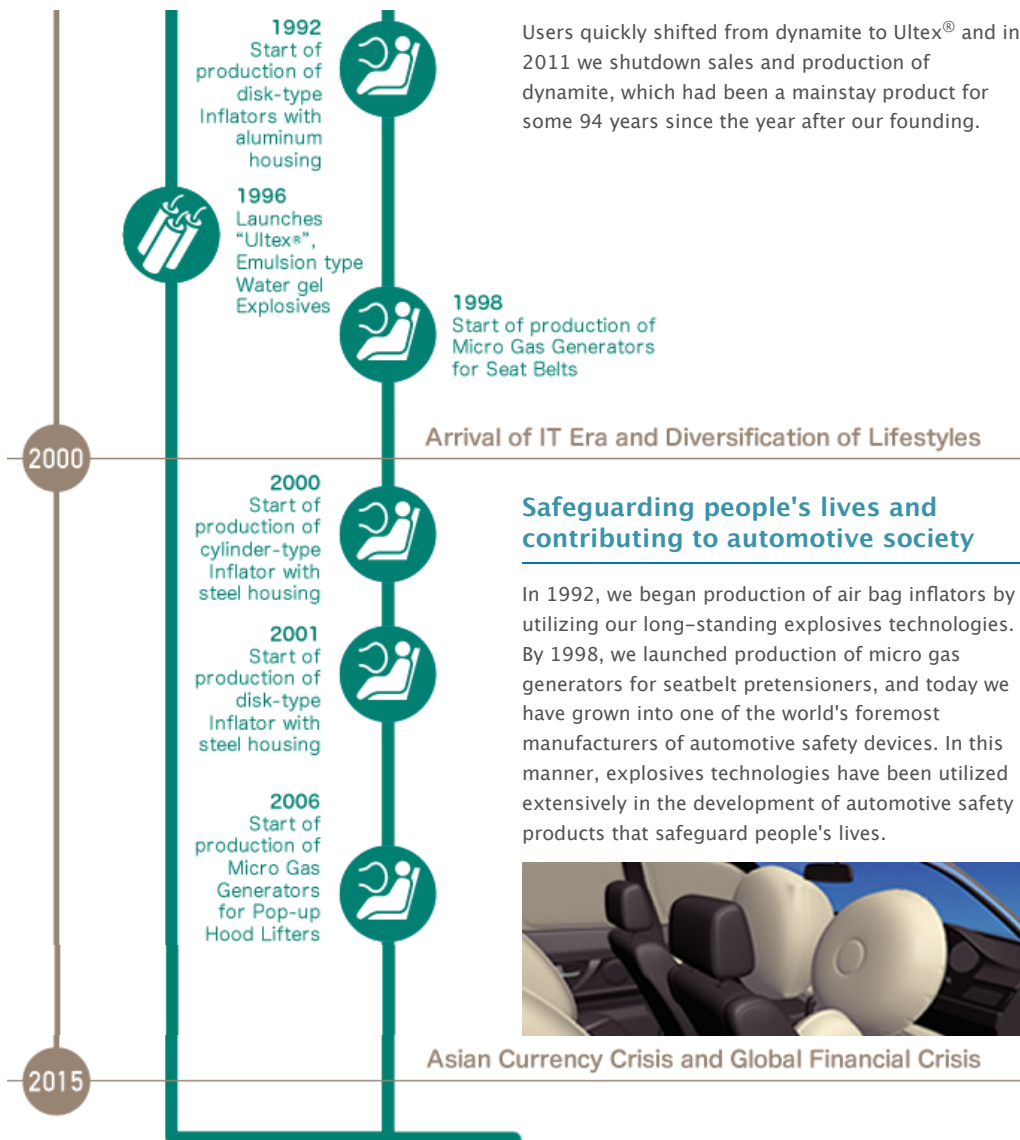 1992
Start of
production of
disk-type
Inflators with
aluminum
housing
Users quickly shifted from dynamite to Ultex® and in
2011 we shutdown sales and production of
dynamite, which had been a mainstay product for
some 94 years since the year after our founding.
1996
Launches
“Ultex®”,
Emulsion type
Water gel
Explosives
1998
Start of production of
Micro Gas Generators
for Seat Belts
Arrival of IT Era and Diversification of Lifestyles
2000
2000
Start of
production of
cylinder-type
Inflator with
steel housing
2001
Start of
production of
disk-type
Inflator with
steel housing
2006
Start of
production of
Micro Gas
Generators
for Pop-up
Hood Lifters
Safeguarding people's lives and
contributing to automotive society
In 1992, we began production of air bag inflators by
utilizing our long-standing explosives technologies.
By 1998, we launched production of micro gas
generators for seatbelt pretensioners, and today we
have grown into one of the world's foremost
manufacturers of automotive safety devices. In this
manner, explosives technologies have been utilized
extensively in the development of automotive safety
products that safeguard people's lives.
Asian Currency Crisis and Global Financial Crisis
2015